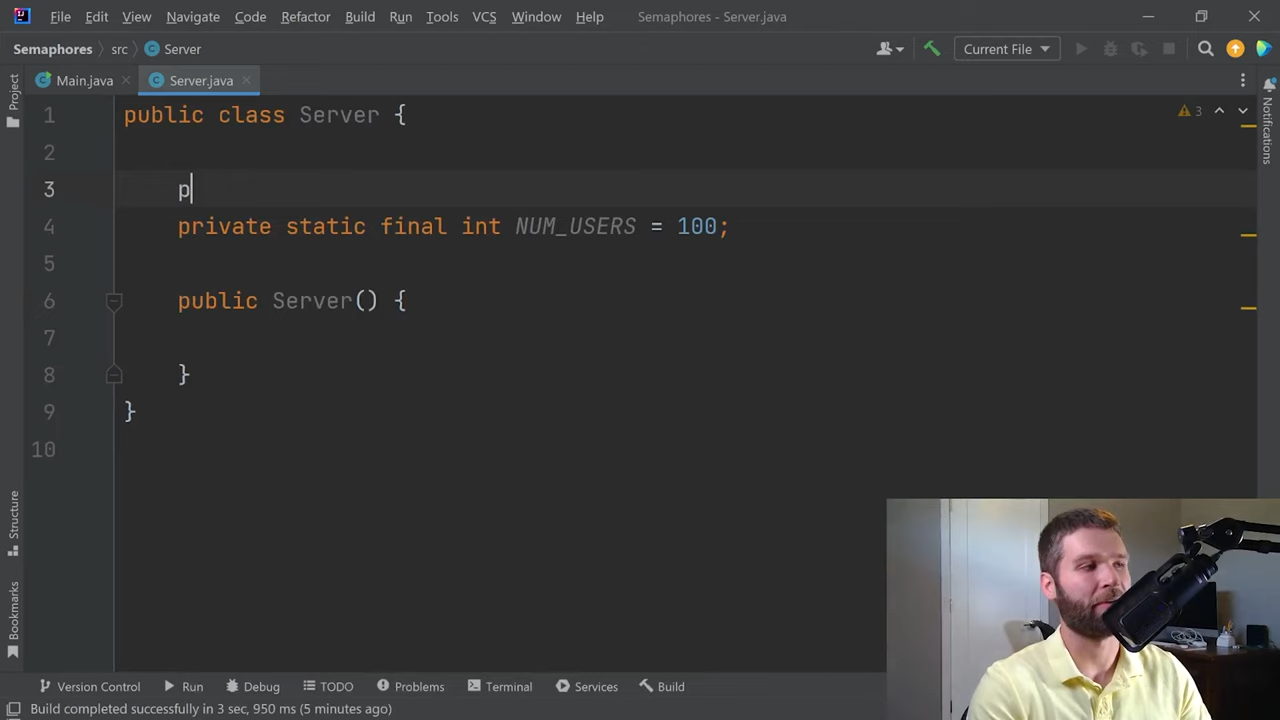 File Edit View Navigate Code Refactor Build Run Tools VCS Window Help Semaphores - Server.java
Semaphores src Server Current File
Main.java Server.java
Project
Notifications
3
1 public class Server {
2
3 p
4 private static final int NUM_USERS = 100;
5
6 public Server() {
7
8 }
9 }
10
Structure
Bookmarks
Version Control Run Debug TODO Problems Terminal Services Build
Build completed successfully in 3 sec, 950 ms (5 minutes ago)